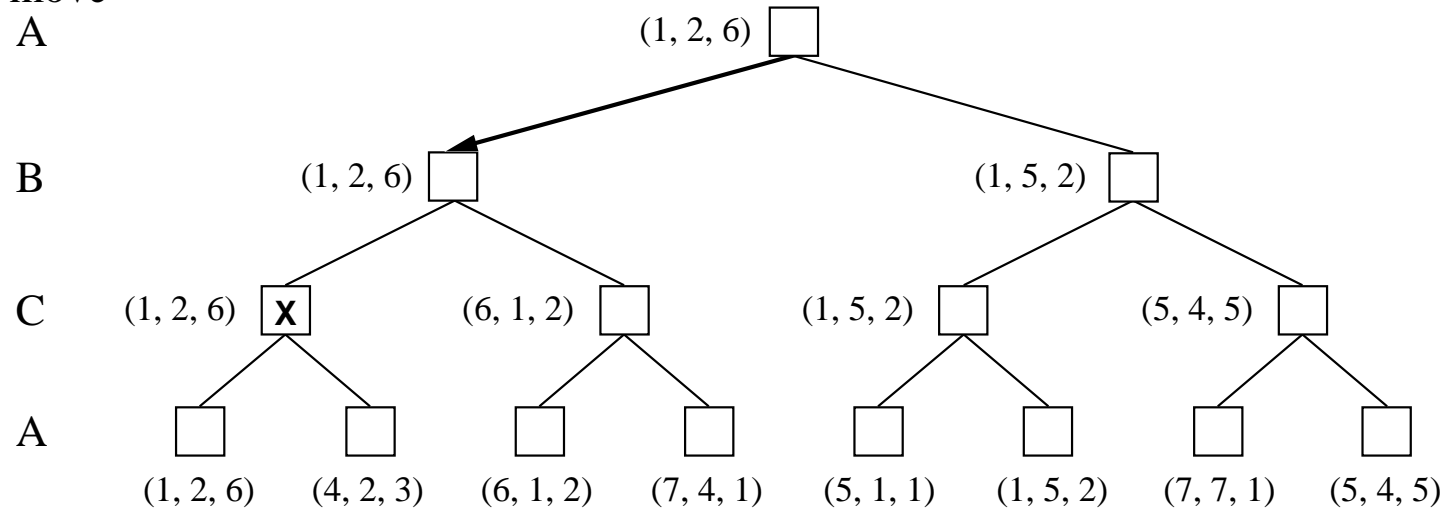 move
A (1, 2, 6)
B (1, 2, 6) (1, 5, 2)
C (1, 2, 6) X (6, 1, 2) (1, 5, 2) (5, 4, 5)
A
(1, 2, 6) (4, 2, 3) (6, 1, 2) (7, 4, 1) (5, 1, 1) (1, 5, 2) (7, 7, 1) (5, 4, 5)